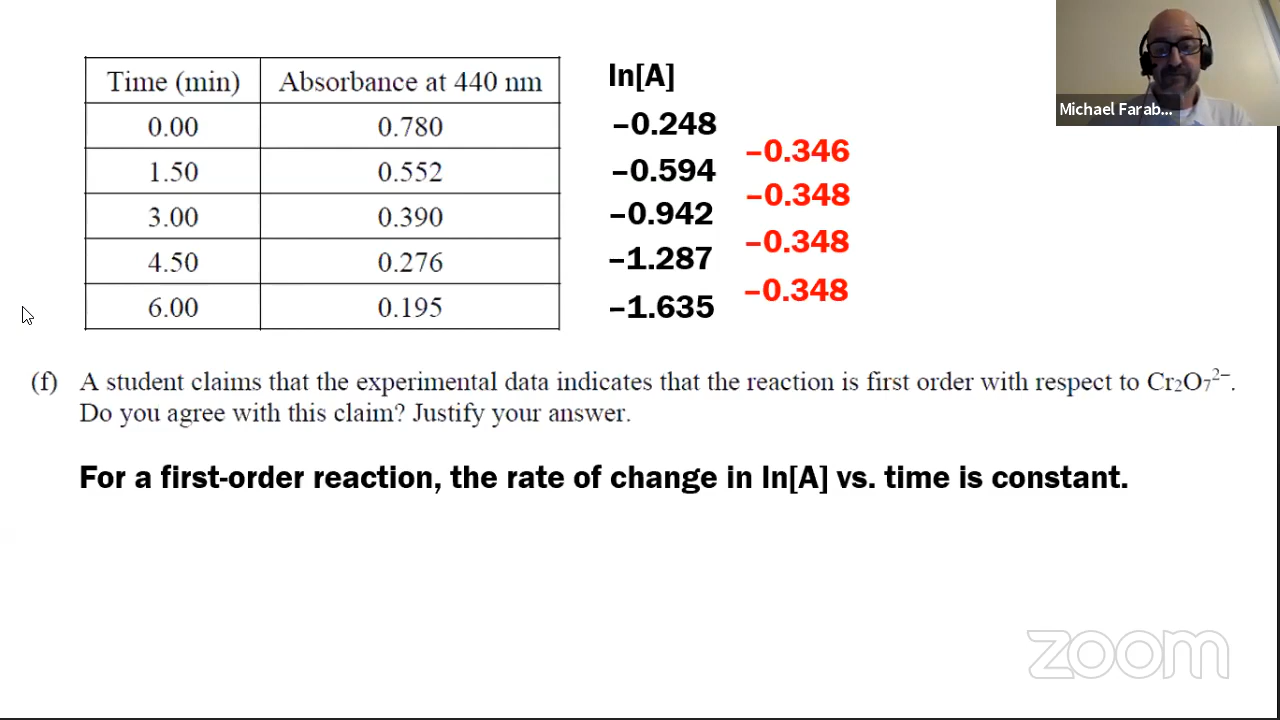 Time (min) Absorbance at 440 nm ln[A]
0.00 0.780 –0.248
–0.346
1.50 0.552 –0.594
–0.348
3.00 0.390 –0.942
–0.348
4.50 0.276 –1.287
–0.348
6.00 0.195 –1.635
(f) A student claims that the experimental data indicates that the reaction is first order with respect to Cr₂O₇²⁻.
Do you agree with this claim? Justify your answer.
For a first-order reaction, the rate of change in ln[A] vs. time is constant.
Michael Farab...
zoom